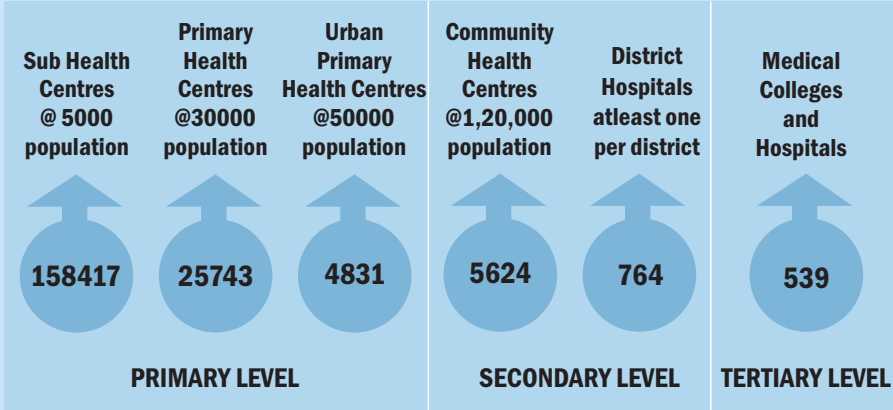 Sub Health
Centres
@ 5000
population
Primary
Health
Centres
@30000
population
Urban
Primary
Health Centres
@50000
population
Community
Health
Centres
@1,20,000
population
District
Hospitals
atleast one
per district
Medical
Colleges
and
Hospitals
158417
25743
4831
5624
764
539
PRIMARY LEVEL
SECONDARY LEVEL
TERTIARY LEVEL